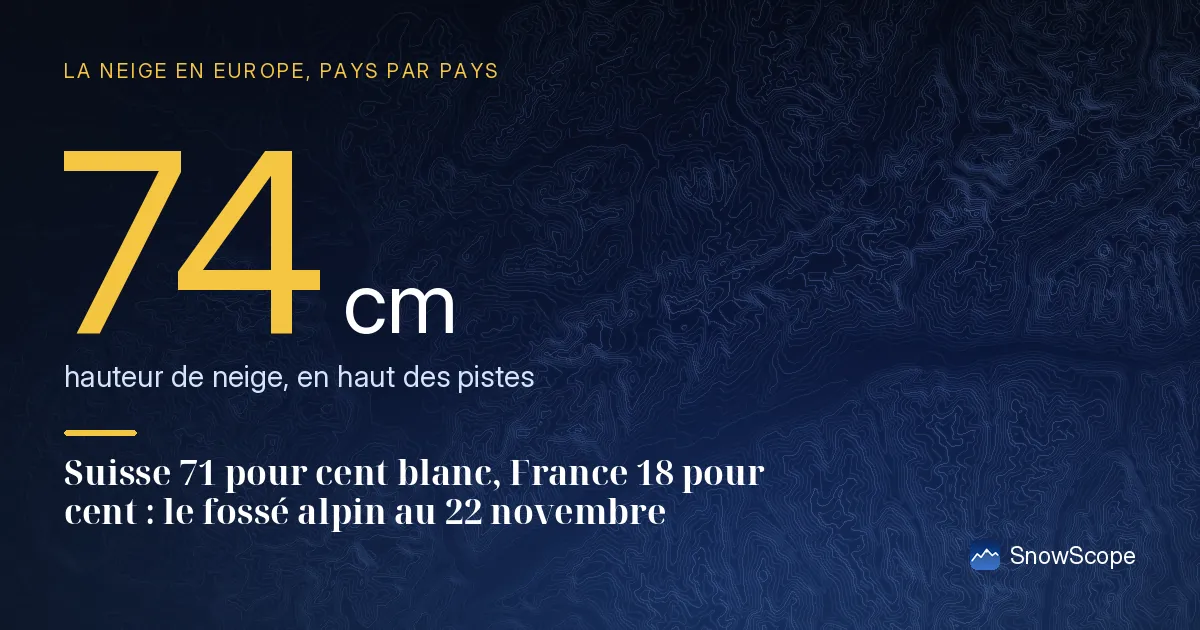 LA NEIGE EN EUROPE, PAYS PAR PAYS
74 cm
hauteur de neige, en haut des pistes
Suisse 71 pour cent blanc, France 18 pour
cent : le fossé alpin au 22 novembre
SnowScope